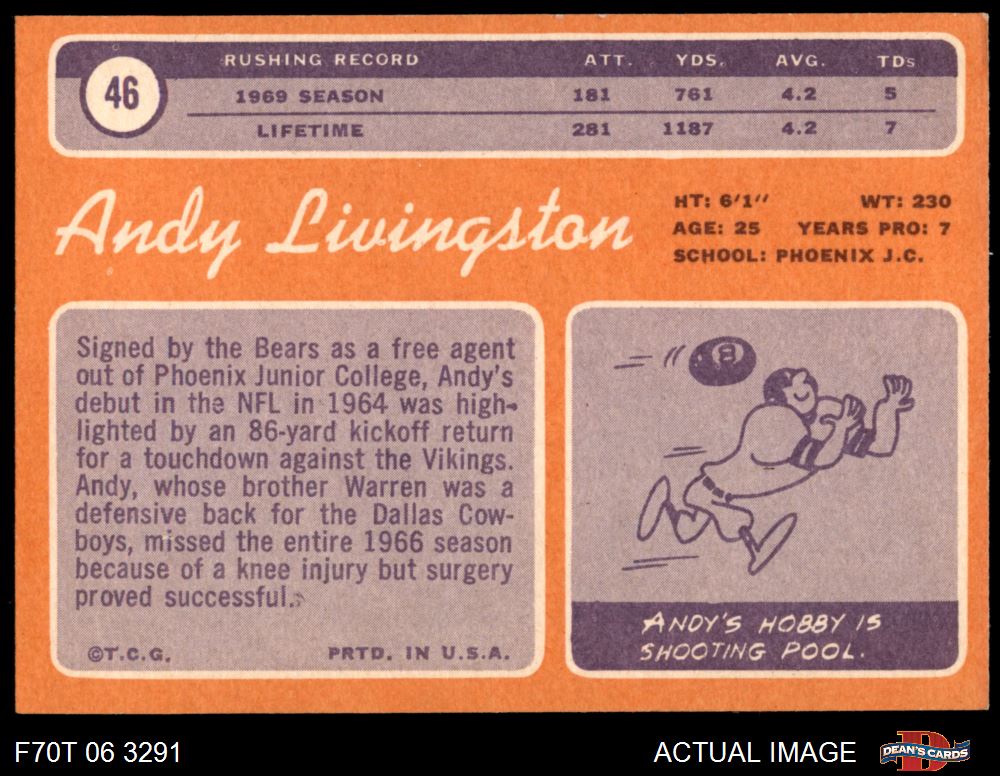 46
RUSHING RECORD ATT. YDS. AVG. TDs
1969 SEASON 181 761 4.2 5
LIFETIME 281 1187 4.2 7
Andy Livingston
HT: 6'1" WT: 230
AGE: 25 YEARS PRO: 7
SCHOOL: PHOENIX J.C.
Signed by the Bears as a free agent
out of Phoenix Junior College, Andy's
debut in the NFL in 1964 was high-
lighted by an 86-yard kickoff return
for a touchdown against the Vikings.
Andy, whose brother Warren was a
defensive back for the Dallas Cow-
boys, missed the entire 1966 season
because of a knee injury but surgery
proved successful.
©T.C.G. PRTD. IN U.S.A.
8
ANDY'S HOBBY IS
SHOOTING POOL.
F70T 06 3291 ACTUAL IMAGE
D
DEAN'S CARDS